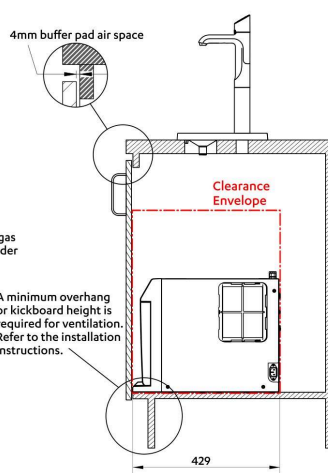 4mm buffer pad air space
Clearance
Envelope
gas
der
A minimum overhang
or kickboard height is
required for ventilation.
Refer to the installation
instructions.
429